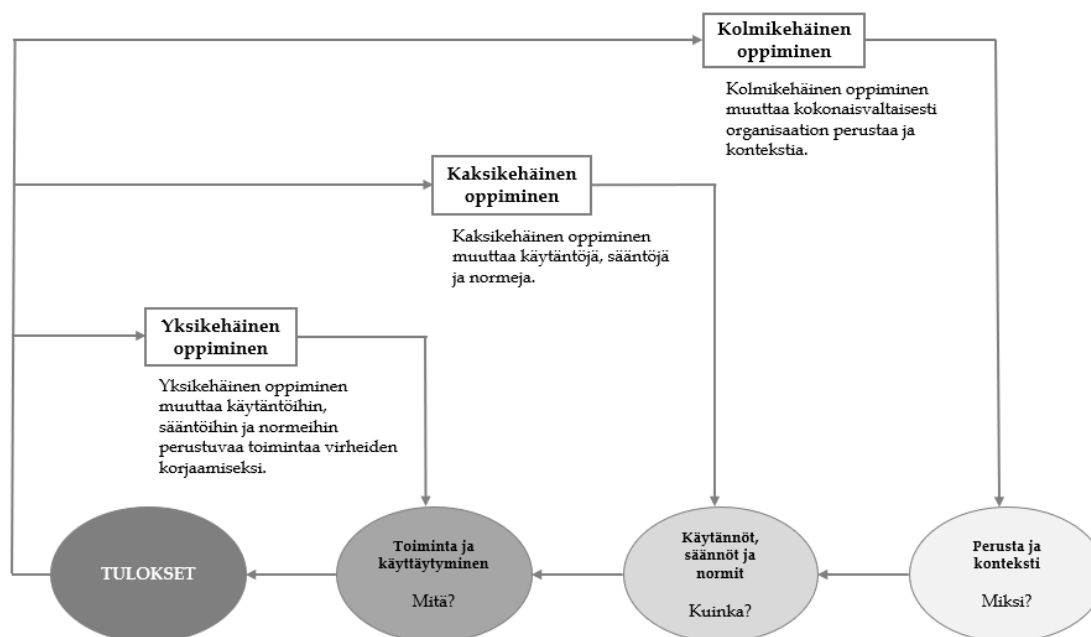 Kolmikehäinen
oppiminen
Kolmikehäinen oppiminen
muuttaa kokonaisvaltaisesti
organisaation perustaa ja
kontekstia.
Kaksikehäinen
oppiminen
Kaksikehäinen oppiminen
muuttaa käytäntöjä, sääntöjä
ja normeja.
Yksikehäinen
oppiminen
Yksikehäinen oppiminen
muuttaa käytäntöihin,
sääntöihin ja normeihin
perustuvaa toimintaa virheiden
korjaamiseksi.
TULOKSET
Toiminta ja
käyttäytyminen
Mitä?
Käytännöt,
säännöt ja
normit
Kuinka?
Perusta ja
konteksti
Miksi?